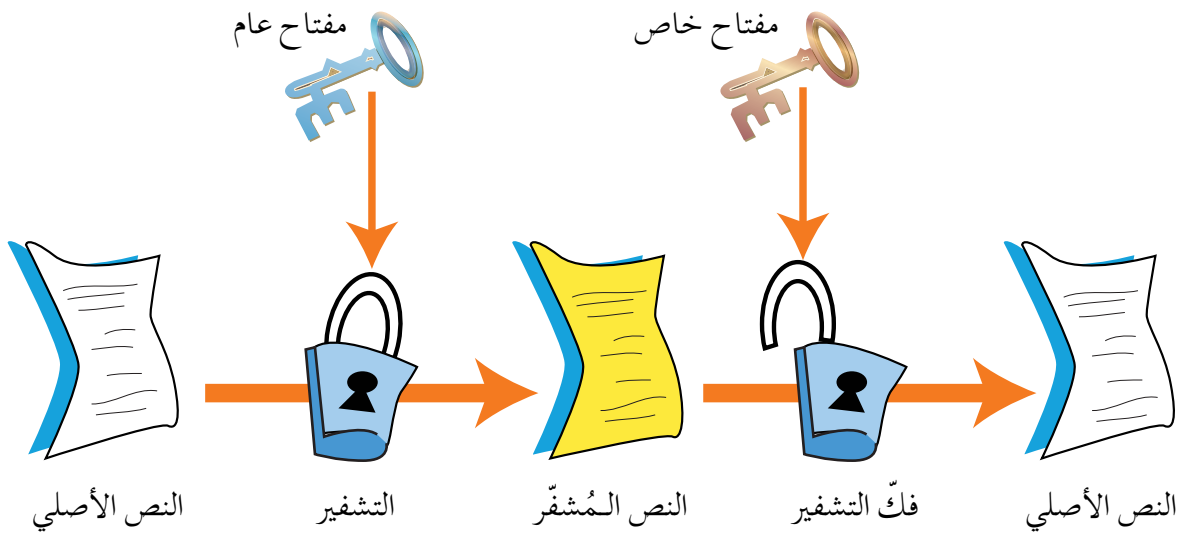 مفتاح عام
مفتاح خاص
النص الأصلي
التشفير
النص الـمُشفّر
فكّ التشفير
النص الأصلي